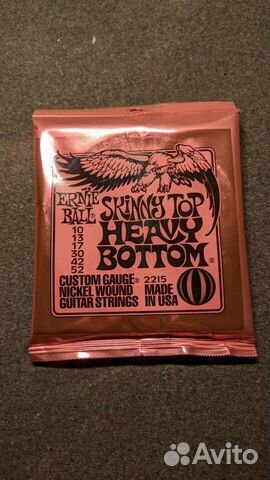 ERNIE BALL®
SKINNY TOP
HEAVY
BOTTOM®
10
13
17
30
42
52
CUSTOM GAUGE® 2215
NICKEL WOUND MADE
GUITAR STRINGS IN USA
Avito